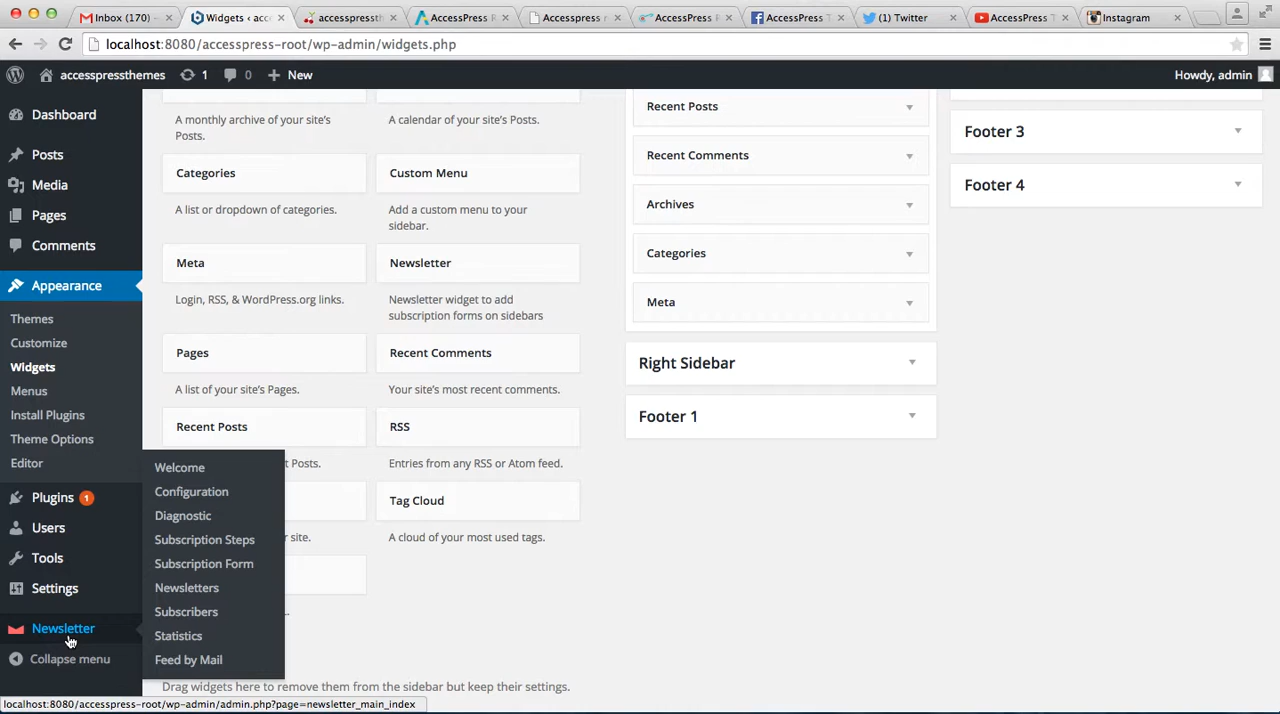 Inbox (170)
Widgets ‹ acce
accesspressth
AccessPress R
Accesspress r
AccessPress R
AccessPress T
(1) Twitter
AccessPress T
Instagram
localhost:8080/accesspress-root/wp-admin/widgets.php
accesspressthemes
1
0
New
Howdy, admin
Dashboard
Posts
Media
Pages
Comments
Appearance
Themes
Customize
Widgets
Menus
Install Plugins
Theme Options
Editor
Plugins 1
Users
Tools
Settings
Newsletter
Collapse menu
Welcome
Configuration
Diagnostic
Subscription Steps
Subscription Form
Newsletters
Subscribers
Statistics
Feed by Mail
A monthly archive of your site's
Posts.
A calendar of your site's Posts.
Categories
A list or dropdown of categories.
Custom Menu
Add a custom menu to your
sidebar.
Meta
Login, RSS, & WordPress.org links.
Newsletter
Newsletter widget to add
subscription forms on sidebars
Pages
A list of your site's Pages.
Recent Comments
Your site's most recent comments.
Recent Posts
t Posts.
RSS
Entries from any RSS or Atom feed.
r site.
Tag Cloud
A cloud of your most used tags.
Drag widgets here to remove them from the sidebar but keep their settings.
Recent Posts
Recent Comments
Archives
Categories
Meta
Right Sidebar
Footer 1
Footer 3
Footer 4
localhost:8080/accesspress-root/wp-admin/admin.php?page=newsletter_main_index